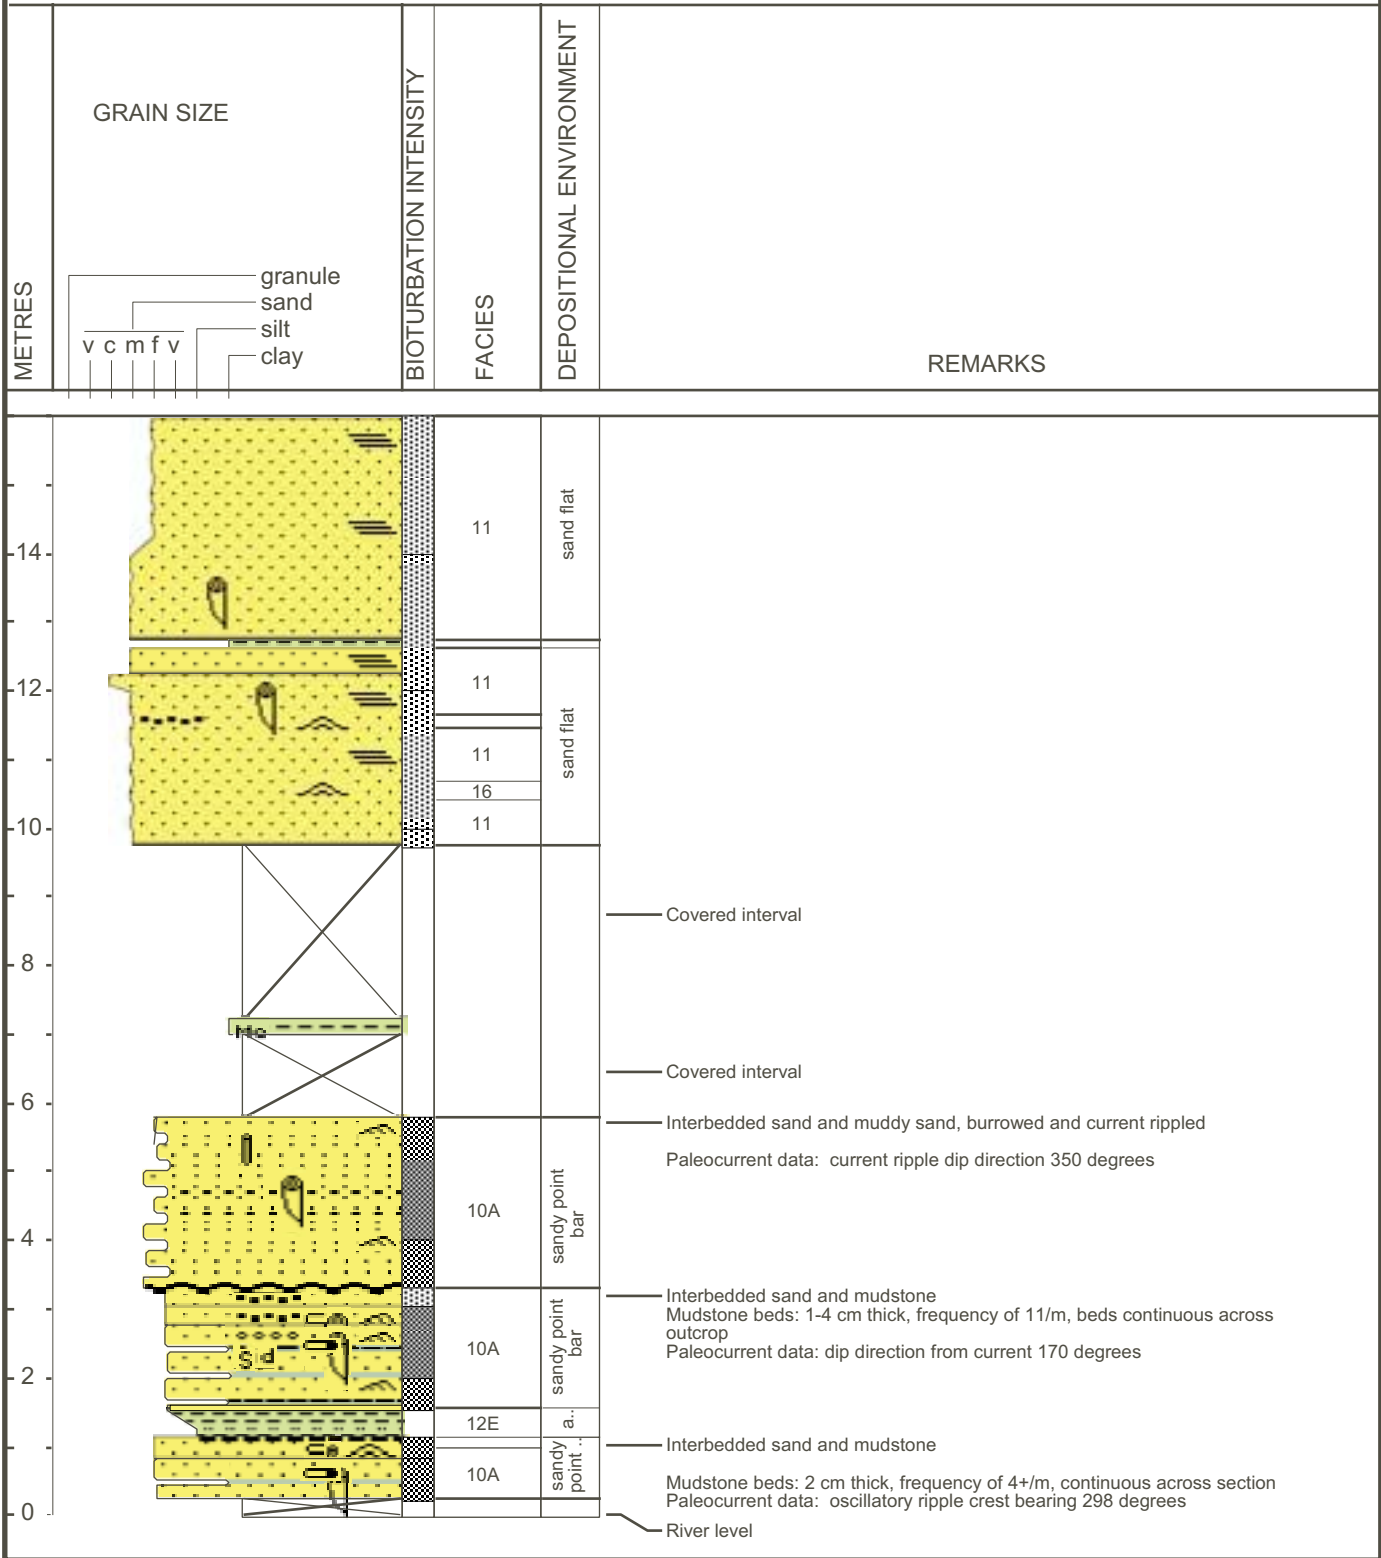 GRAIN SIZE
METRES
granule
sand
silt
clay
v c m f v
BIOTURBATION INTENSITY
FACIES
DEPOSITIONAL ENVIRONMENT
REMARKS
14
11
sand flat
12
11
11
sand flat
16
10
11
Covered interval
8
Covered interval
6
Interbedded sand and muddy sand, burrowed and current rippled
Paleocurrent data: current ripple dip direction 350 degrees
10A
sandy point
bar
4
Interbedded sand and mudstone
Mudstone beds: 1-4 cm thick, frequency of 11/m, beds continuous across
outcrop
Paleocurrent data: dip direction from current 170 degrees
Sid
10A
sandy point
bar
2
12E
a..
Interbedded sand and mudstone
10A
sandy
point ..
Mudstone beds: 2 cm thick, frequency of 4+/m, continuous across section
Paleocurrent data: oscillatory ripple crest bearing 298 degrees
0
River level